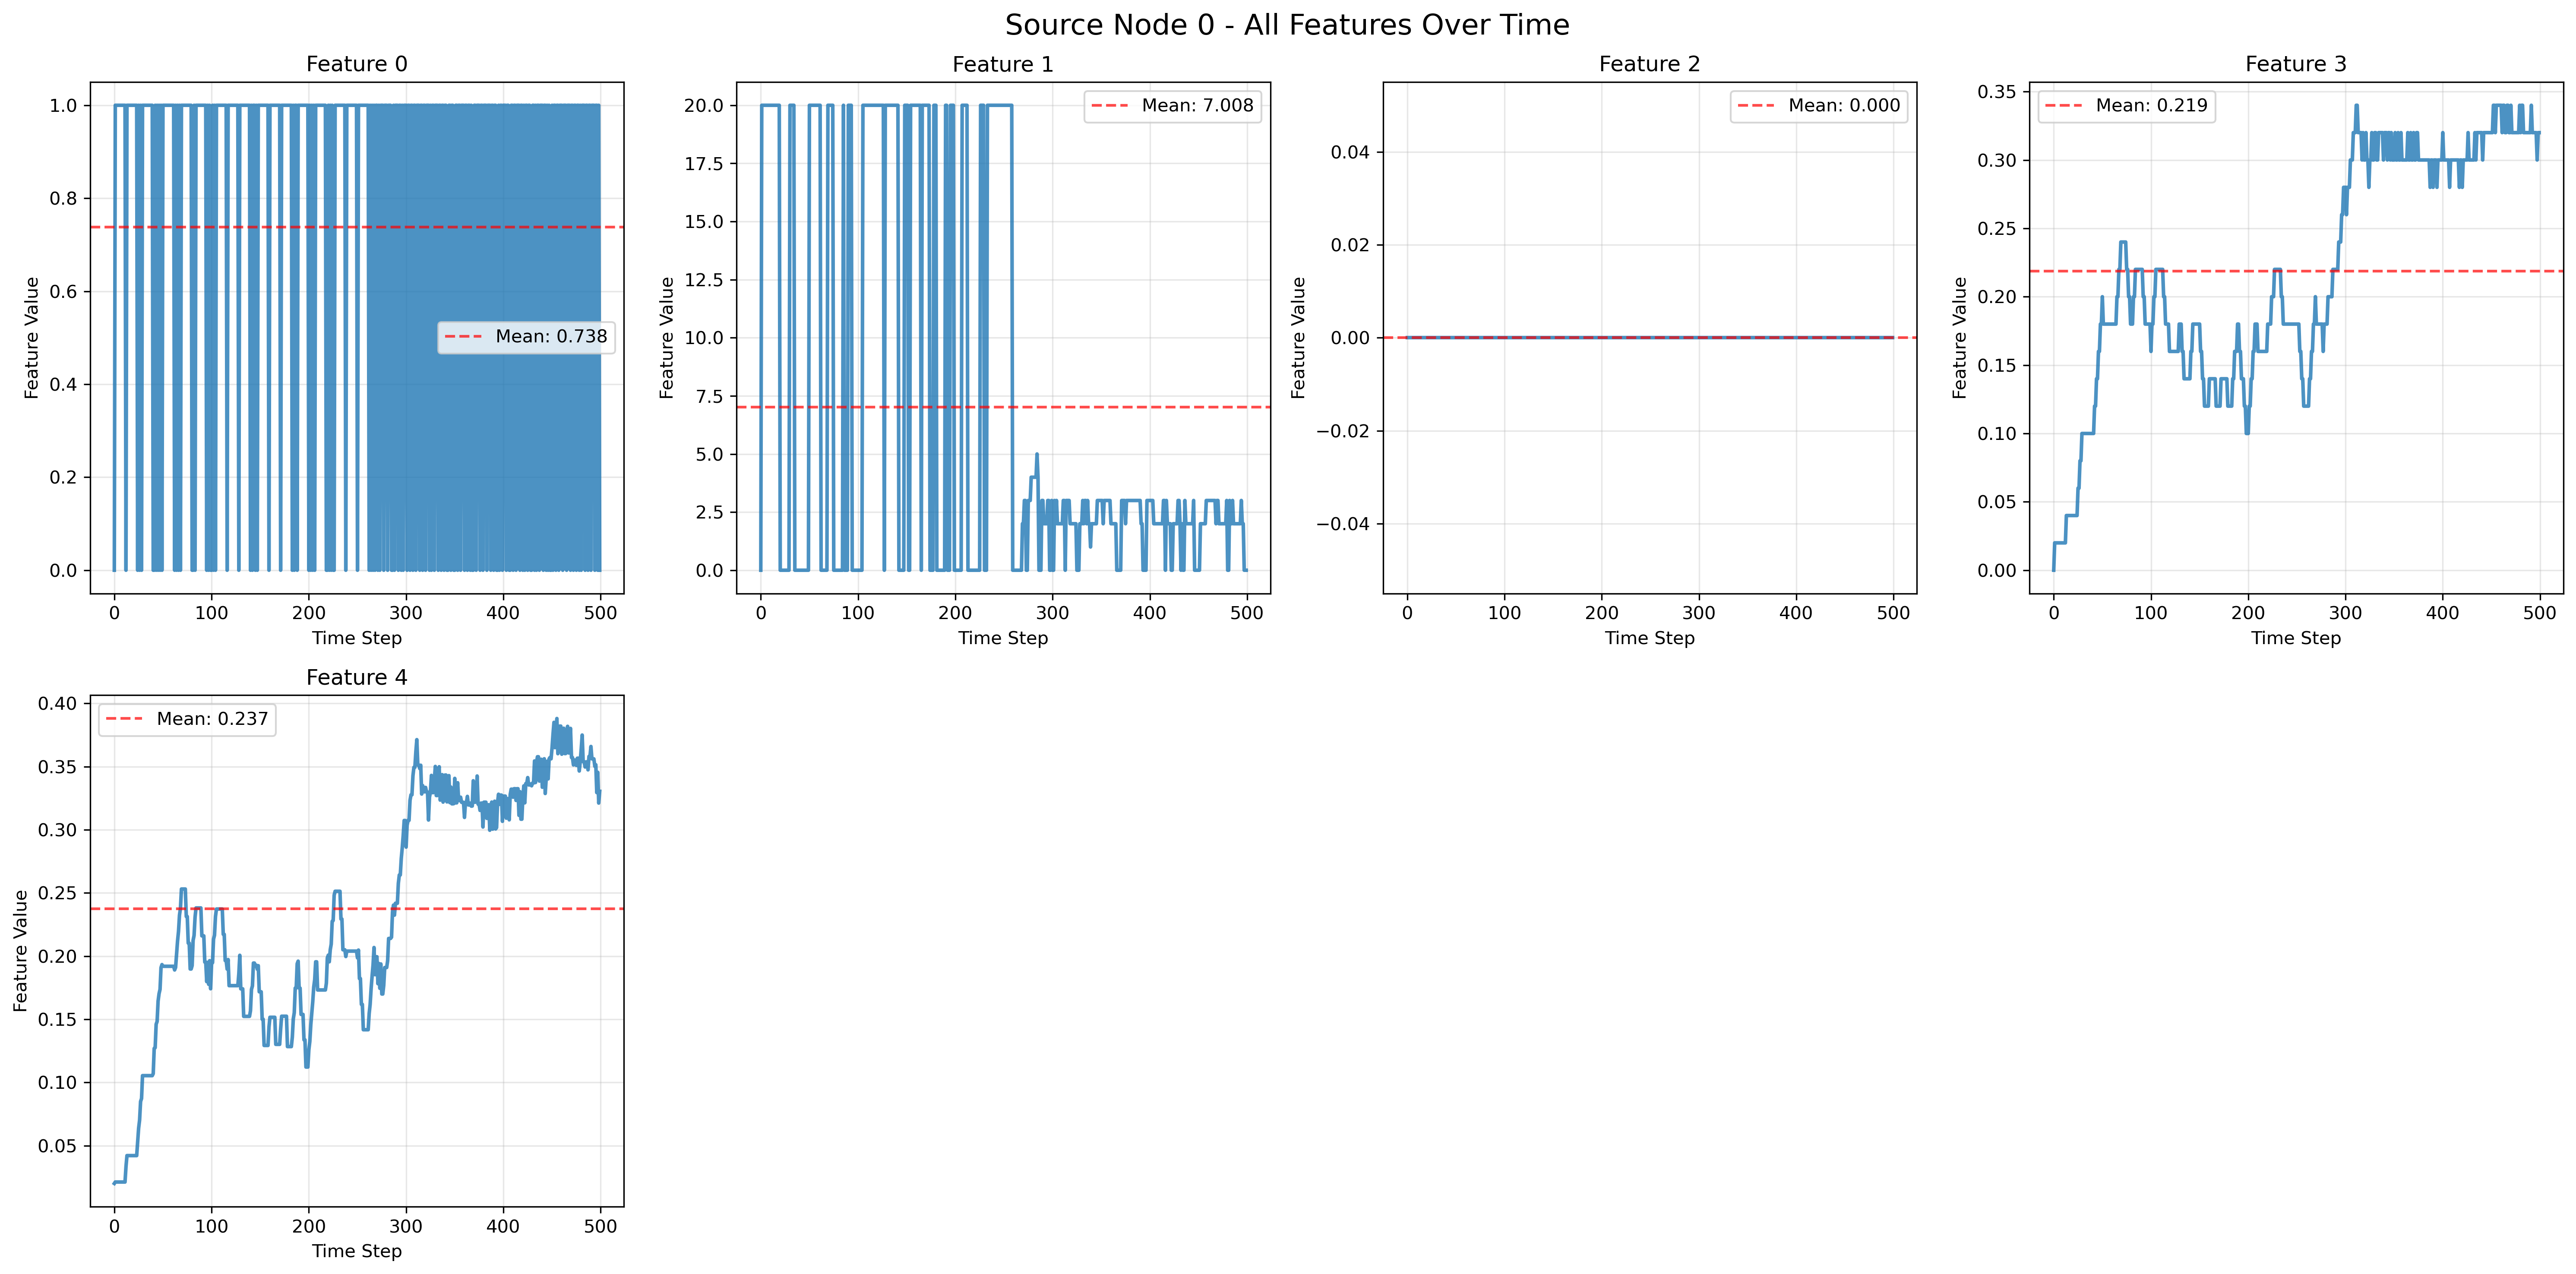 Source Node 0 - All Features Over Time
Feature 0
Feature Value
1.0
0.8
0.6
0.4
0.2
0.0
Mean: 0.738
0 100 200 300 400 500
Time Step
Feature 1
Feature Value
20.0
17.5
15.0
12.5
10.0
7.5
5.0
2.5
0.0
Mean: 7.008
0 100 200 300 400 500
Time Step
Feature 2
Feature Value
0.04
0.02
0.00
−0.02
−0.04
Mean: 0.000
0 100 200 300 400 500
Time Step
Feature 3
Feature Value
0.35
0.30
0.25
0.20
0.15
0.10
0.05
0.00
Mean: 0.219
0 100 200 300 400 500
Time Step
Feature 4
Feature Value
0.40
0.35
0.30
0.25
0.20
0.15
0.10
0.05
Mean: 0.237
0 100 200 300 400 500
Time Step